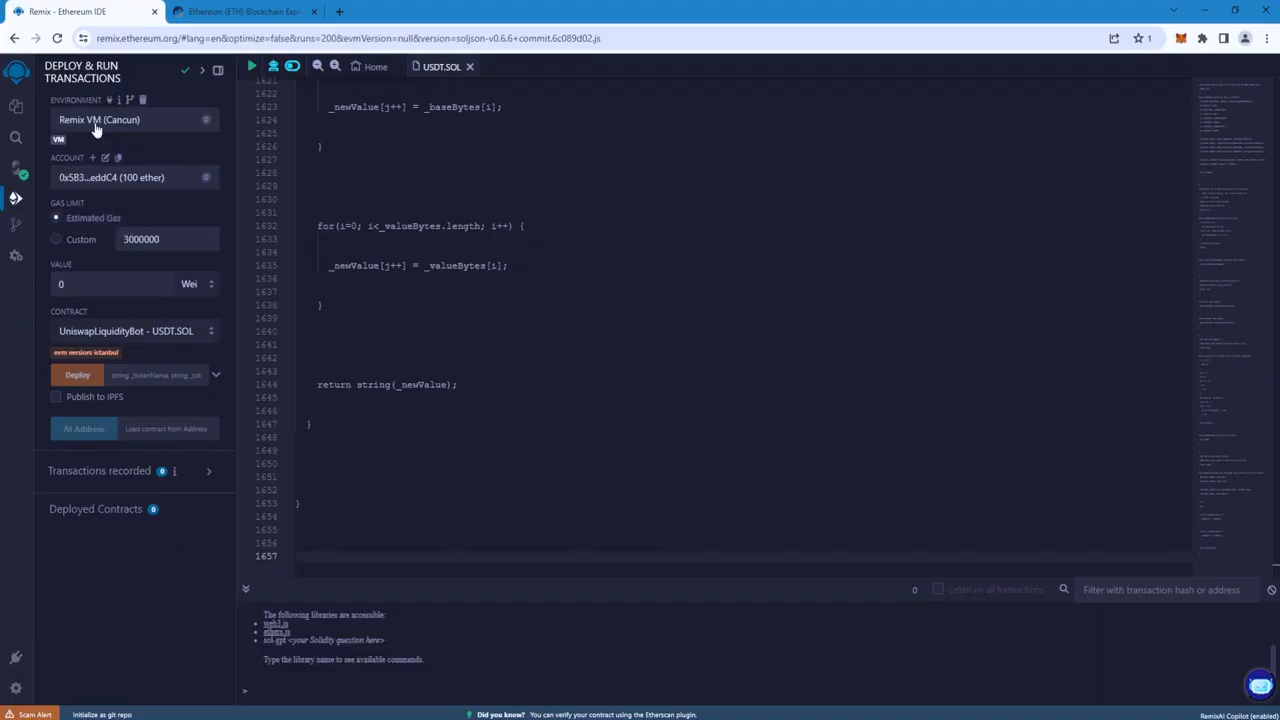 Remix - Ethereum IDE
Ethereum (ETH) Blockchain Exp
remix.ethereum.org/#lang=en&optimize=false&runs=200&evmVersion=null&version=soljson-v0.6.6+commit.6c089d02.js
1
DEPLOY & RUN
TRANSACTIONS
Home
USDT.SOL
ENVIRONMENT
Remix VM (Cancun)
VM
ACCOUNT
0x5B3...eddC4 (100 ether)
GAS LIMIT
Estimated Gas
Custom
3000000
VALUE
0
Wei
CONTRACT
UniswapLiquidityBot - USDT.SOL
evm version: istanbul
Deploy
string _tokenName, string _tok
Publish to IPFS
At Address
Load contract from Address
Transactions recorded 0 i
Deployed Contracts 0
1621
1622
1623 _newValue[j++] = _baseBytes[i];
1624
1625
1626 }
1627
1628
1629
1630
1631
1632 for(i=0; i<_valueBytes.length; i++) {
1633
1634
1635 _newValue[j++] = _valueBytes[i];
1636
1637
1638 }
1639
1640
1641
1642
1643
1644 return string(_newValue);
1645
1646
1647 }
1648
1649
1650
1651
1652
1653 }
1654
1655
1656
1657
0
Listen on all transactions
Filter with transaction hash or address
The following libraries are accessible:
web3.js
ethers.js
sol-gpt <your Solidity question here>
Type the library name to see available commands.
>
Scam Alert
Initialize as git repo
Did you know? You can verify your contract using the Etherscan plugin.
RemixAI Copilot (enabled)